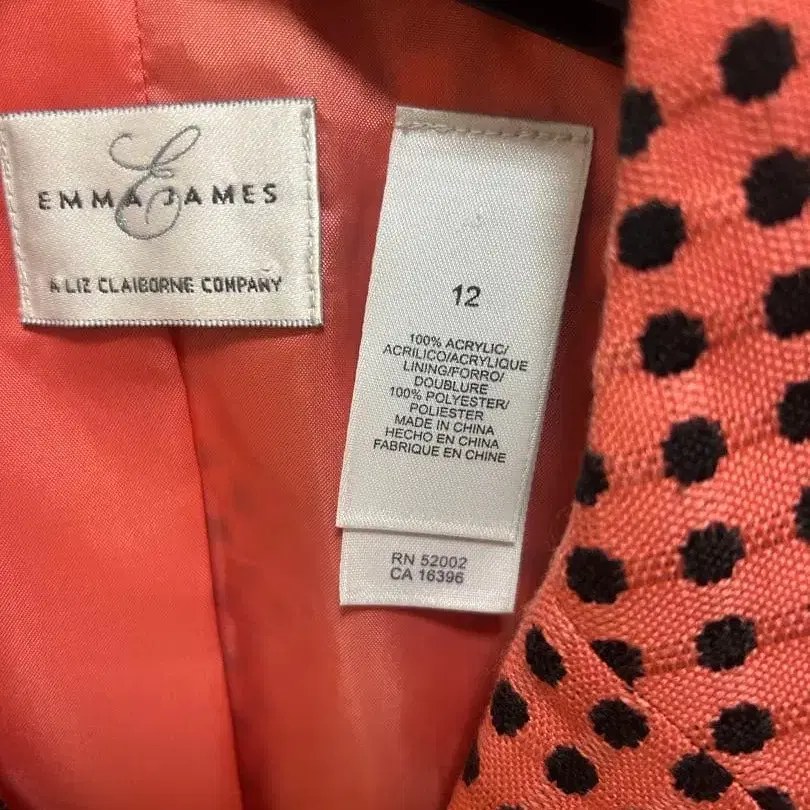 EMMA JAMES
A LIZ CLAIBORNE COMPANY
12
100% ACRYLIC/
ACRILICO/ACRYLIQUE
LINING/FORRO/
DOUBLURE
100% POLYESTER/
POLIESTER
MADE IN CHINA
HECHO EN CHINA
FABRIQUE EN CHINE
RN 52002
CA 16396